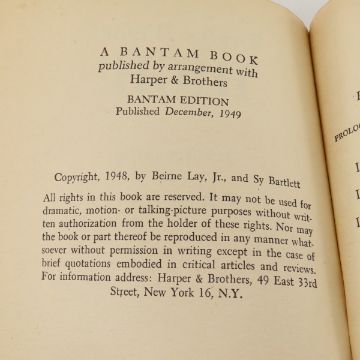 A BANTAM BOOK
published by arrangement with
Harper & Brothers
BANTAM EDITION
Published December, 1949
Copyright, 1948, by Beirne Lay, Jr., and Sy Bartlett
All rights in this book are reserved. It may not be used for
dramatic, motion- or talking-picture purposes without writ-
ten authorization from the holder of these rights. Nor may
the book or part thereof be reproduced in any manner what-
soever without permission in writing except in the case of
brief quotations embodied in critical articles and reviews.
For information address: Harper & Brothers, 49 East 33rd
Street, New York 16, N.Y.